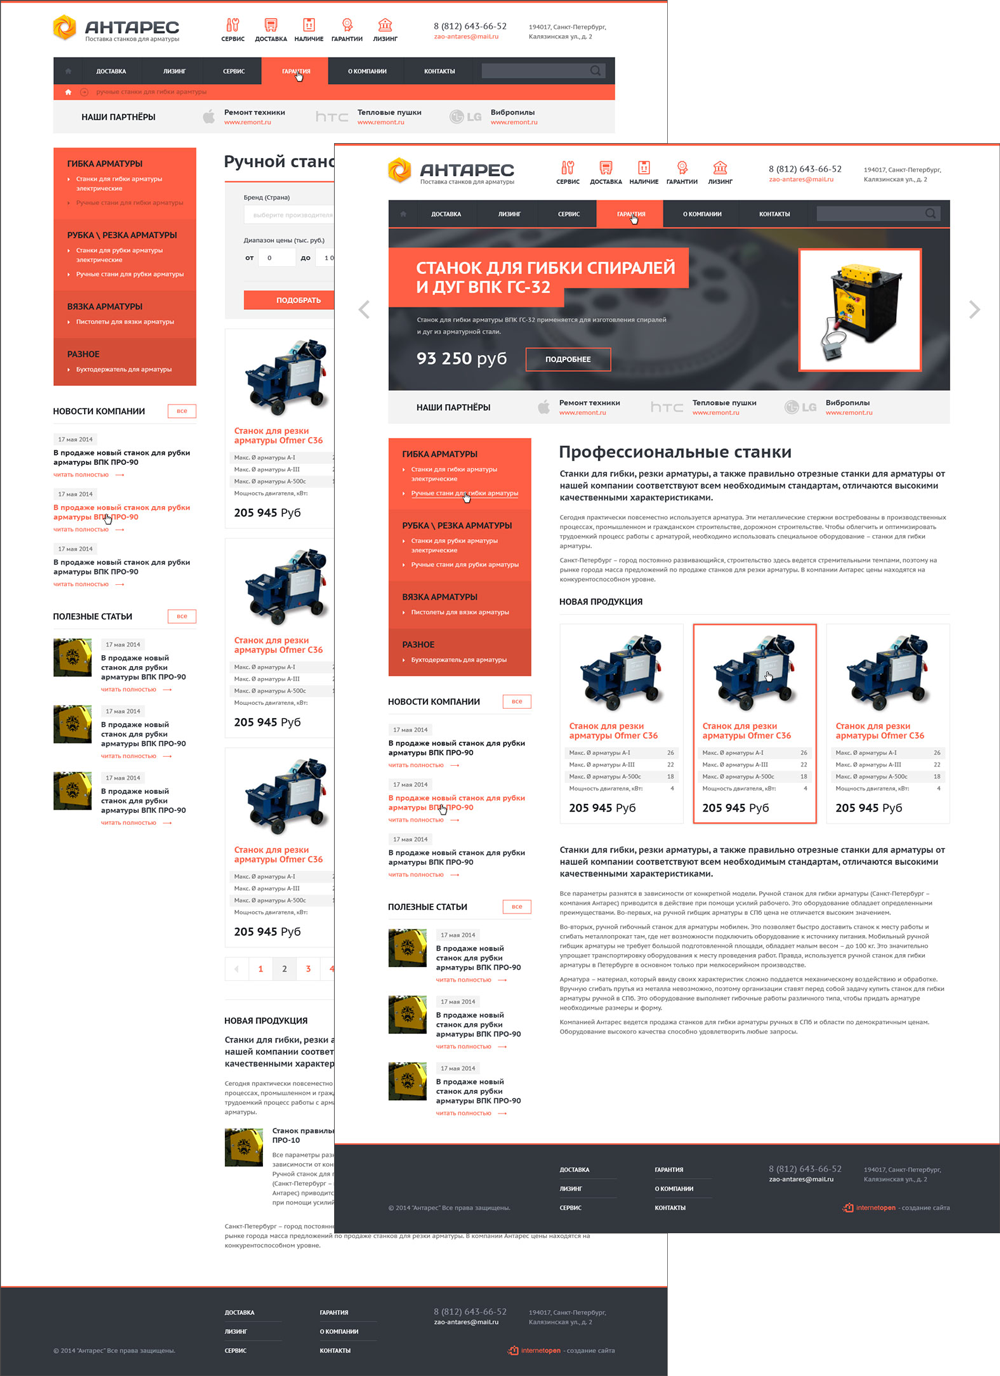 АНТАРЕС
Поставка станков для арматуры
СЕРВИС
ДОСТАВКА
НАЛИЧИЕ
ГАРАНТИИ
ЛИЗИНГ
8 (812) 643-66-52
zao-antares@mail.ru
194017, Санкт-Петербург,
Калязинская ул., д. 2
ДОСТАВКА
ЛИЗИНГ
СЕРВИС
ГАРАНТИЯ
О КОМПАНИИ
КОНТАКТЫ
ручные станки для гибки арамтуры
НАШИ ПАРТНЁРЫ
Ремонт техники
www.remont.ru
hTC
Тепловые пушки
www.remont.ru
LG
Вибропилы
www.remont.ru
ГИБКА АРМАТУРЫ
Станки для гибки арматуры
электрические
Ручные стани для гибки арматуры
РУБКА \ РЕЗКА АРМАТУРЫ
Станки для рубки арматуры
электрические
Ручные стани для рубки арматуры
ВЯЗКА АРМАТУРЫ
Пистолеты для вязки арматуры
РАЗНОЕ
Бухтодержатель для арматуры
НОВОСТИ КОМПАНИИ
все
17 мая 2014
В продаже новый станок для рубки
арматуры ВПК ПРО-90
читать полностью
17 мая 2014
В продаже новый станок для рубки
арматуры ВПК ПРО-90
читать полностью
17 мая 2014
В продаже новый станок для рубки
арматуры ВПК ПРО-90
читать полностью
ПОЛЕЗНЫЕ СТАТЬИ
все
17 мая 2014
В продаже новый
станок для рубки
арматуры ВПК ПРО-90
читать полностью
17 мая 2014
В продаже новый
станок для рубки
арматуры ВПК ПРО-90
читать полностью
17 мая 2014
В продаже новый
станок для рубки
арматуры ВПК ПРО-90
читать полностью
Ручной
Бренд (Страна)
выберите производителя
Диапазон цены (тыс. руб.)
от 0 до
ПОДОБРАТЬ
Станок для резки
арматуры Ofmer C36
Макс. Ø арматуры A-I
Макс. Ø арматуры A-III
Макс. Ø арматуры A-500c
Мощность двигателя, кВт:
205 945 Руб
Станок для резки
арматуры Ofmer C36
Макс. Ø арматуры A-I
Макс. Ø арматуры A-III
Макс. Ø арматуры A-500c
Мощность двигателя, кВт:
205 945 Руб
Станок для резки
арматуры Ofmer C36
Макс. Ø арматуры A-I
Макс. Ø арматуры A-III
Макс. Ø арматуры A-500c
Мощность двигателя, кВт:
205 945 Руб
1 2 3 4
НОВАЯ ПРОДУКЦИЯ
Станки для гибки, резки
нашей компании
качественными
Сегодня практически повсеместно
процессах, промышленном и
трудоемкий процесс работы с
арматуры.
Станок
ПРО-10
Все параметры
зависимости от
Ручной станок для
(Санкт-Петербург –
Антарес) приводится
при помощи усилий
Санкт-Петербург – город
рынке города масса предложений по продаже станков для резки арматуры. В компании Антарес цены находятся на
конкурентоспособном уровне.
ДОСТАВКА
ЛИЗИНГ
СЕРВИС
ГАРАНТИЯ
О КОМПАНИИ
КОНТАКТЫ
8 (812) 643-66-52
zao-antares@mail.ru
194017, Санкт-Петербург,
Калязинская ул., д. 2
© 2014 "Антарес" Все права защищены.
internetopen - создание сайта
АНТАРЕС
Поставка станков для арматуры
СЕРВИС
ДОСТАВКА
НАЛИЧИЕ
ГАРАНТИИ
ЛИЗИНГ
8 (812) 643-66-52
zao-antares@mail.ru
194017, Санкт-Петербург,
Калязинская ул., д. 2
ДОСТАВКА
ЛИЗИНГ
СЕРВИС
ГАРАНТИЯ
О КОМПАНИИ
КОНТАКТЫ
СТАНОК ДЛЯ ГИБКИ СПИРАЛЕЙ
И ДУГ ВПК ГС-32
Станок для гибки арматуры ВПК ГС-32 применяется для изготовления спиралей
и дуг из арматурной стали.
93 250 руб
ПОДРОБНЕЕ
НАШИ ПАРТНЁРЫ
Ремонт техники
www.remont.ru
hTC
Тепловые пушки
www.remont.ru
LG
Вибропилы
www.remont.ru
ГИБКА АРМАТУРЫ
Станки для гибки арматуры
электрические
Ручные стани для гибки арматуры
РУБКА \ РЕЗКА АРМАТУРЫ
Станки для рубки арматуры
электрические
Ручные стани для рубки арматуры
ВЯЗКА АРМАТУРЫ
Пистолеты для вязки арматуры
РАЗНОЕ
Бухтодержатель для арматуры
НОВОСТИ КОМПАНИИ
все
17 мая 2014
В продаже новый станок для рубки
арматуры ВПК ПРО-90
читать полностью
17 мая 2014
В продаже новый станок для рубки
арматуры ВПК ПРО-90
читать полностью
17 мая 2014
В продаже новый станок для рубки
арматуры ВПК ПРО-90
читать полностью
ПОЛЕЗНЫЕ СТАТЬИ
все
17 мая 2014
В продаже новый
станок для рубки
арматуры ВПК ПРО-90
читать полностью
17 мая 2014
В продаже новый
станок для рубки
арматуры ВПК ПРО-90
читать полностью
17 мая 2014
В продаже новый
станок для рубки
арматуры ВПК ПРО-90
читать полностью
Профессиональные станки
Станки для гибки, резки арматуры, а также правильно отрезные станки для арматуры от
нашей компании соответствуют всем необходимым стандартам, отличаются высокими
качественными характеристиками.
Сегодня практически повсеместно используется арматура. Эти металлические стержни востребованы в производственных
процессах, промышленном и гражданском строительстве, дорожном строительстве. Чтобы облегчить и оптимизировать
трудоемкий процесс работы с арматурой, необходимо использовать специальное оборудование – станки для гибки
арматуры.
Санкт-Петербург – город постоянно развивающийся, строительство здесь ведется стремительными темпами, поэтому на
рынке города масса предложений по продаже станков для резки арматуры. В компании Антарес цены находятся на
конкурентоспособном уровне.
НОВАЯ ПРОДУКЦИЯ
Станок для резки
арматуры Ofmer C36
Макс. Ø арматуры A-I 26
Макс. Ø арматуры A-III 22
Макс. Ø арматуры A-500c 18
Мощность двигателя, кВт: 4
205 945 Руб
Станок для резки
арматуры Ofmer C36
Макс. Ø арматуры A-I 26
Макс. Ø арматуры A-III 22
Макс. Ø арматуры A-500c 18
Мощность двигателя, кВт: 4
205 945 Руб
Станок для резки
арматуры Ofmer C36
Макс. Ø арматуры A-I 26
Макс. Ø арматуры A-III 22
Макс. Ø арматуры A-500c 18
Мощность двигателя, кВт: 4
205 945 Руб
Станки для гибки, резки арматуры, а также правильно отрезные станки для арматуры от
нашей компании соответствуют всем необходимым стандартам, отличаются высокими
качественными характеристиками.
Все параметры разнятся в зависимости от конкретной модели. Ручной станок для гибки арматуры (Санкт-Петербург –
компания Антарес) приводится в действие при помощи усилий рабочего. Это оборудование обладает определенными
преимуществами. Во-первых, на ручной гибщик арматуры в СПб цена не отличается высоким значением.
Во-вторых, ручной гибочный станок для арматуры мобилен. Это позволяет быстро доставить станок к месту работы и
сгибать металлопрокат там, где нет возможности подключить оборудование к источнику питания. Мобильный ручной
гибщик арматуры не требует большой подготовленной площади, обладает малым весом – до 100 кг. Это значительно
упрощает транспортировку оборудования к месту проведения работ. Правда, используется ручной станок для гибки
арматуры в Петербурге в основном только при мелкосерийном производстве.
Арматура – материал, который ввиду своих характеристик сложно поддается механическому воздействию и обработке.
Вручную сгибать прутья из металла невозможно, поэтому организации ставят перед собой задачу купить станок для гибки
арматуры ручной в СПб. Это оборудование выполняет гибочные работы различного типа, чтобы придать арматуре
необходимые размеры и форму.
Компанией Антарес ведется продажа станков для гибки арматуры ручных в СПб и области по демократичным ценам.
Оборудование высокого качества способно удовлетворить любые запросы.
ДОСТАВКА
ЛИЗИНГ
СЕРВИС
ГАРАНТИЯ
О КОМПАНИИ
КОНТАКТЫ
8 (812) 643-66-52
zao-antares@mail.ru
194017, Санкт-Петербург,
Калязинская ул., д. 2
© 2014 "Антарес" Все права защищены.
internetopen - создание сайта